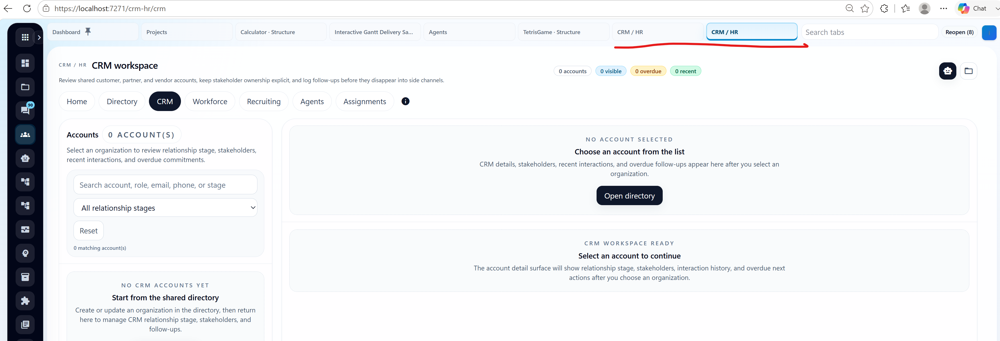 https://localhost:7271/crm-hr/crm
Chat
Dashboard
Projects
Calculator · Structure
Interactive Gantt Delivery Sa...
Agents
TetrisGame · Structure
CRM / HR
CRM / HR
Search tabs
Reopen (8)
CRM / HR CRM workspace
0 accounts
0 visible
0 overdue
0 recent
Review shared customer, partner, and vendor accounts, keep stakeholder ownership explicit, and log follow-ups before they disappear into side channels.
Home
Directory
CRM
Workforce
Recruiting
Agents
Assignments
90
Accounts
0 ACCOUNT(S)
Select an organization to review relationship stage, stakeholders,
recent interactions, and overdue commitments.
Search account, role, email, phone, or stage
All relationship stages
Reset
0 matching account(s)
NO CRM ACCOUNTS YET
Start from the shared directory
Create or update an organization in the directory, then return
here to manage CRM relationship stage, stakeholders, and
follow-ups.
NO ACCOUNT SELECTED
Choose an account from the list
CRM details, stakeholders, recent interactions, and overdue follow-ups appear here after you select an
organization.
Open directory
CRM WORKSPACE READY
Select an account to continue
The account detail surface will show relationship stage, stakeholders, interaction history, and overdue next
actions after you choose an organization.